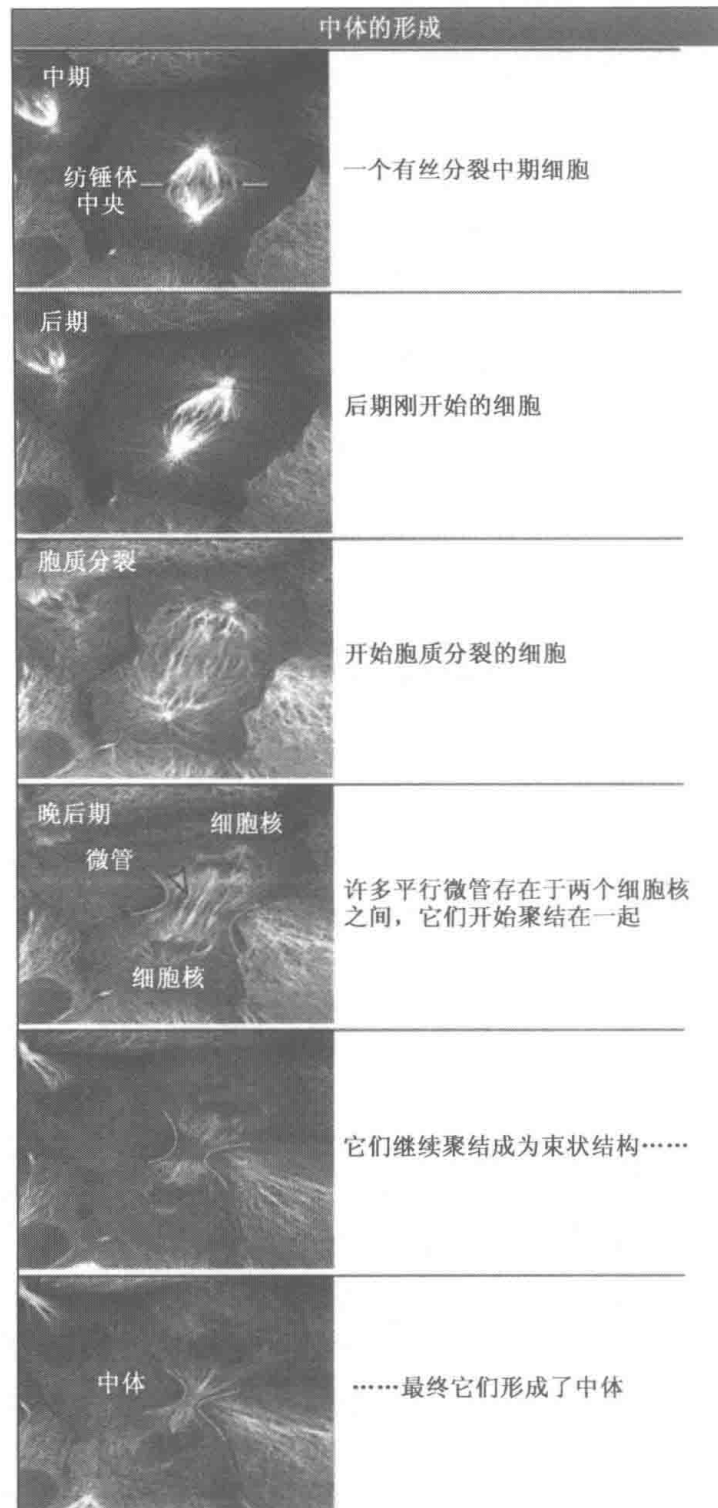 中体的形成
中期
纺锤体
中央
一个有丝分裂中期细胞
后期
后期刚开始的细胞
胞质分裂
开始胞质分裂的细胞
晚后期
细胞核
微管
细胞核
许多平行微管存在于两个细胞核
之间，它们开始聚结在一起
它们继续聚结成为束状结构……
中体
……最终它们形成了中体